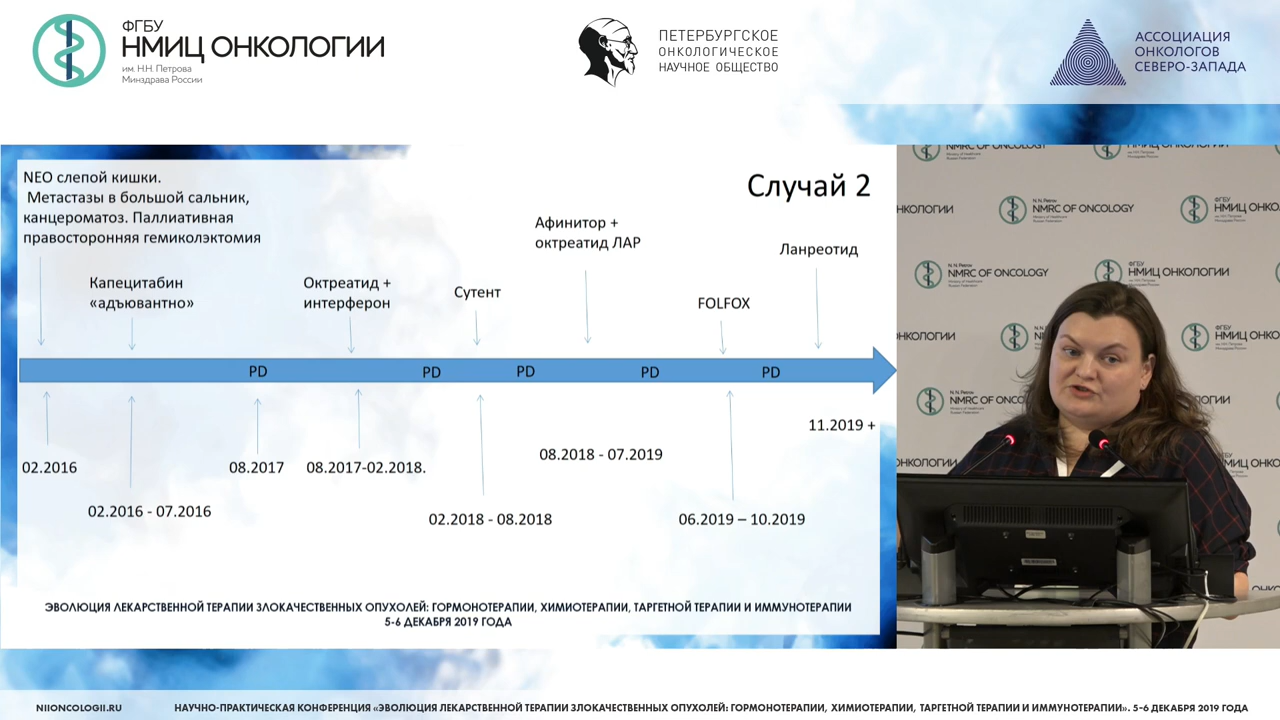 ФГБУ
НМИЦ ОНКОЛОГИИ
им. Н.Н. Петрова
Минздрава России
ПЕТЕРБУРГСКОЕ
ОНКОЛОГИЧЕСКОЕ
НАУЧНОЕ ОБЩЕСТВО
АССОЦИАЦИЯ
ОНКОЛОГОВ
СЕВЕРО-ЗАПАДА
NEO слепой кишки.
Метастазы в большой сальник,
канцероматоз. Паллиативная
правосторонняя гемиколэктомия
Случай 2
Капецитабин
«адъювантно»
Октреатид +
интерферон
Сутент
Афинитор +
октреатид ЛАР
FOLFOX
Ланреотид
PD
PD
PD
PD
PD
02.2016
02.2016 - 07.2016
08.2017
08.2017-02.2018.
02.2018 - 08.2018
08.2018 - 07.2019
06.2019 – 10.2019
11.2019 +
ЭВОЛЮЦИЯ ЛЕКАРСТВЕННОЙ ТЕРАПИИ ЗЛОКАЧЕСТВЕННЫХ ОПУХОЛЕЙ: ГОРМОНОТЕРАПИИ, ХИМИОТЕРАПИИ, ТАРГЕТНОЙ ТЕРАПИИ И ИММУНОТЕРАПИИ
5-6 ДЕКАБРЯ 2019 ГОДА
NMRC OF ONCOLOGY
NMRC OF ONCOLOGY
НМИЦ ОНКОЛОГИИ
NIIONCOLOGII.RU
НАУЧНО-ПРАКТИЧЕСКАЯ КОНФЕРЕНЦИЯ «ЭВОЛЮЦИЯ ЛЕКАРСТВЕННОЙ ТЕРАПИИ ЗЛОКАЧЕСТВЕННЫХ ОПУХОЛЕЙ: ГОРМОНОТЕРАПИИ, ХИМИОТЕРАПИИ, ТАРГЕТНОЙ ТЕРАПИИ И ИММУНОТЕРАПИИ». 5-6 ДЕКАБРЯ 2019 ГОДА